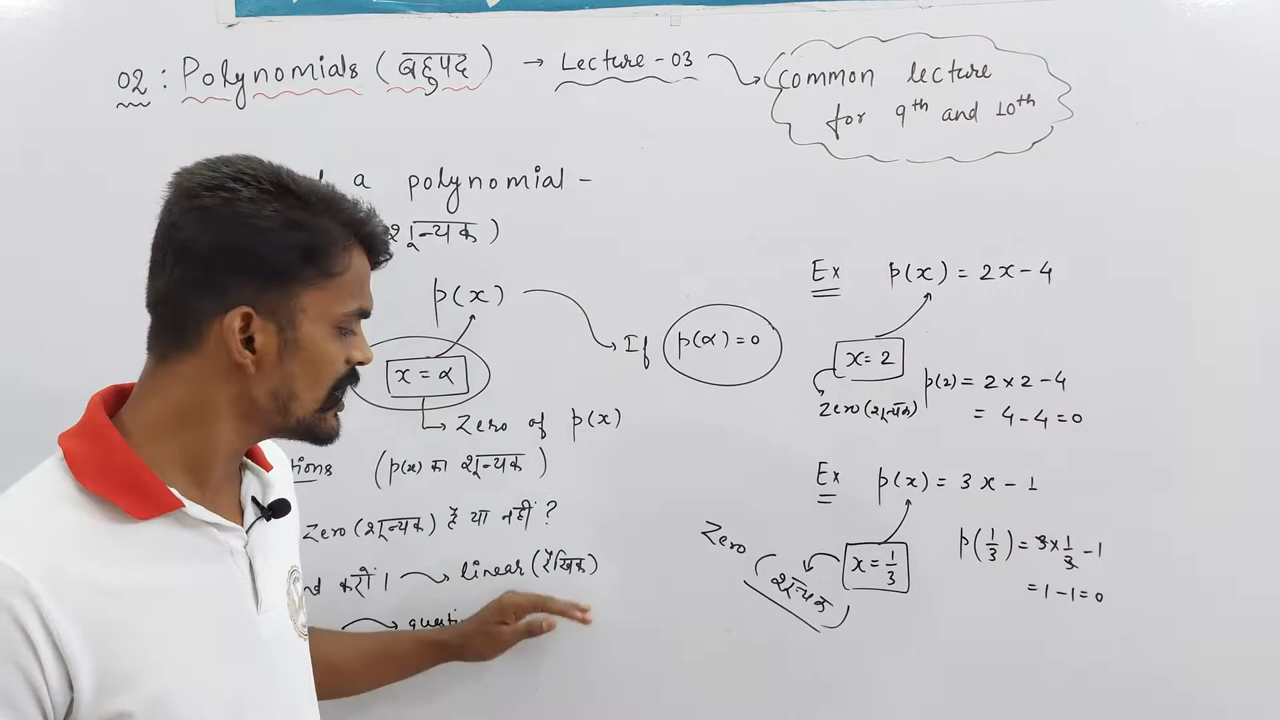 02 : Polynomials (बहुपद) → Lecture - 03
Common lecture
for 9th and 10th
a polynomial -
शून्यक)
p(x)
If p(α) = 0
x = α
Zero of p(x)
(p(x) का शून्यक)
Zero (शून्यक) है या नहीं ?
करो । linear (रैखिक)
Ex p(x) = 2x - 4
x = 2
Zero (शून्यक)
p(2) = 2 × 2 - 4
= 4 - 4 = 0
Ex p(x) = 3x - 1
x = 1/3
Zero
(शून्यक)
p(1/3) = 3 × 1/3 - 1
= 1 - 1 = 0